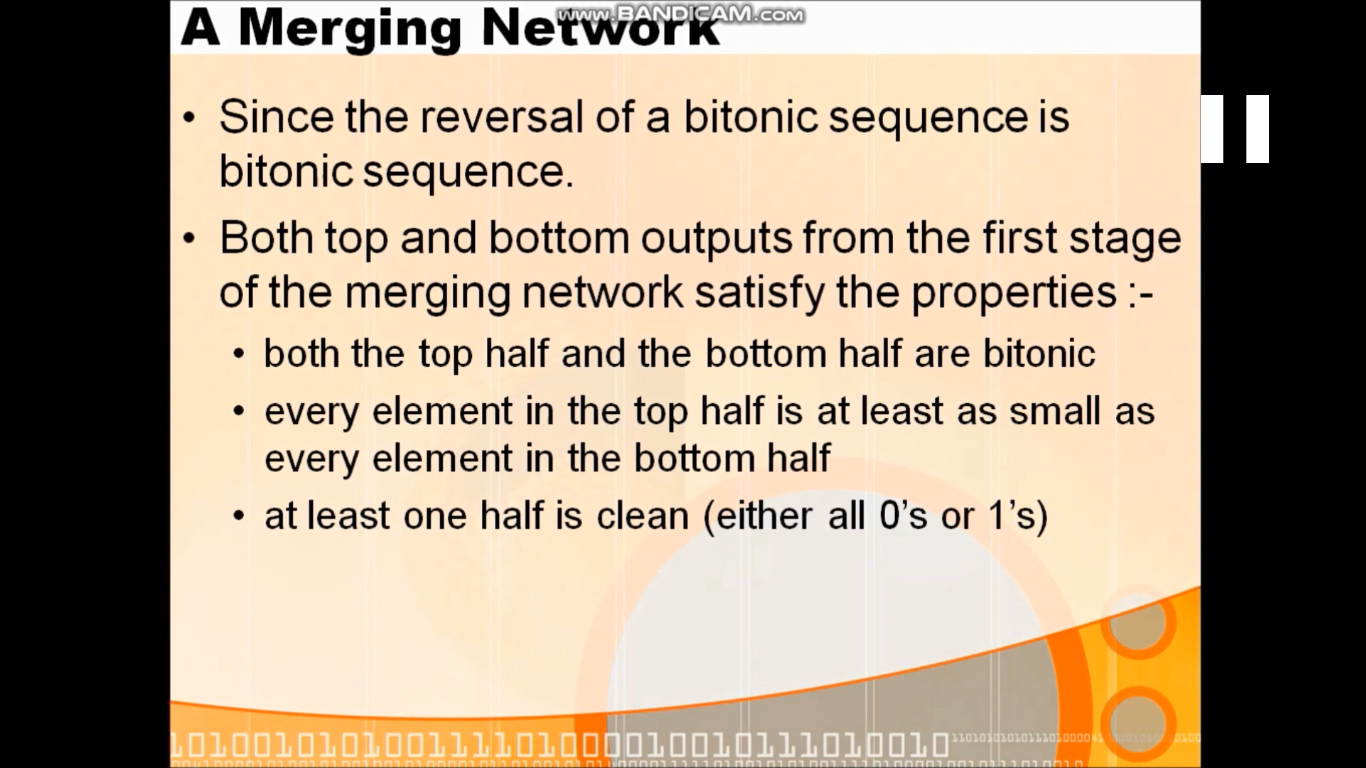 www.BANDICAM.com
A Merging Network
• Since the reversal of a bitonic sequence is
bitonic sequence.
• Both top and bottom outputs from the first stage
of the merging network satisfy the properties :-
• both the top half and the bottom half are bitonic
• every element in the top half is at least as small as
every element in the bottom half
• at least one half is clean (either all 0’s or 1’s)